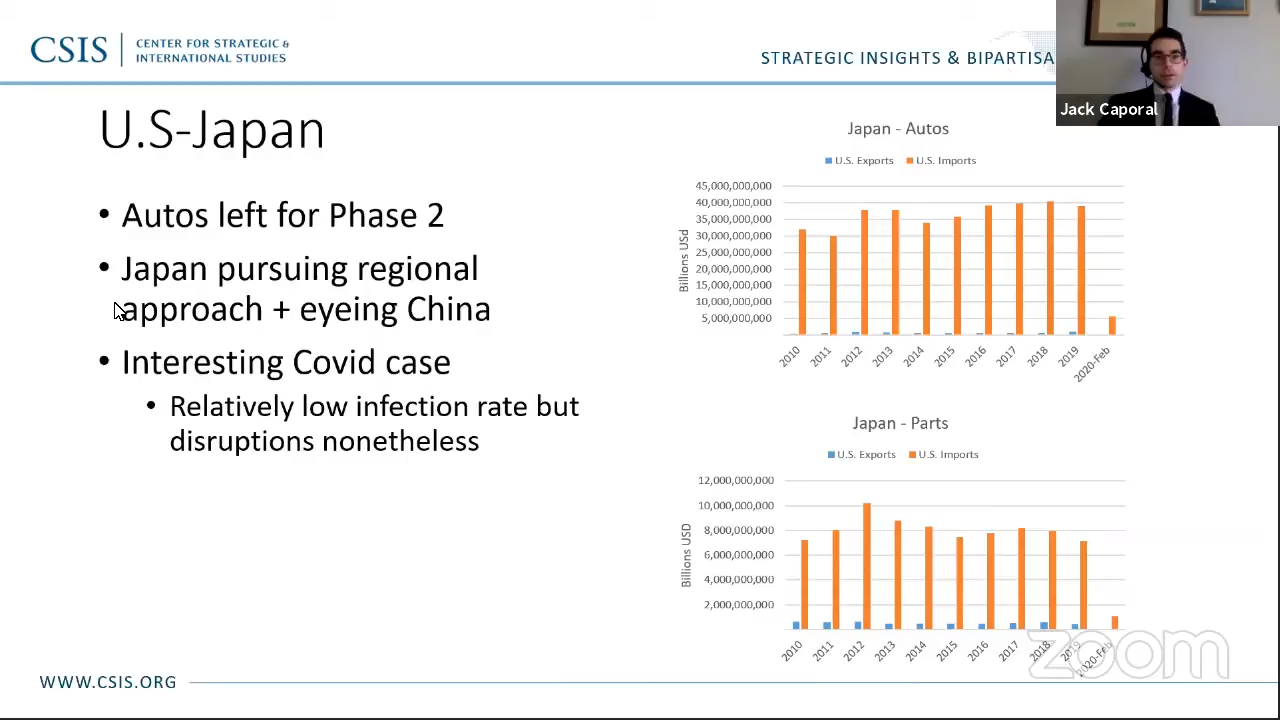 CSIS
CENTER FOR STRATEGIC &
INTERNATIONAL STUDIES
STRATEGIC INSIGHTS & BIPARTISA
Jack Caporal
U.S-Japan
• Autos left for Phase 2
• Japan pursuing regional
approach + eyeing China
• Interesting Covid case
• Relatively low infection rate but
disruptions nonetheless
Japan - Autos
U.S. Exports U.S. Imports
Billions USd
45,000,000,000
40,000,000,000
35,000,000,000
30,000,000,000
25,000,000,000
20,000,000,000
15,000,000,000
10,000,000,000
5,000,000,000
2010 2011 2012 2013 2014 2015 2016 2017 2018 2019 2020-Feb
Japan - Parts
U.S. Exports U.S. Imports
Billions USD
12,000,000,000
10,000,000,000
8,000,000,000
6,000,000,000
4,000,000,000
2,000,000,000
2010 2011 2012 2013 2014 2015 2016 2017 2018 2019 2020-Feb
zoom
WWW.CSIS.ORG